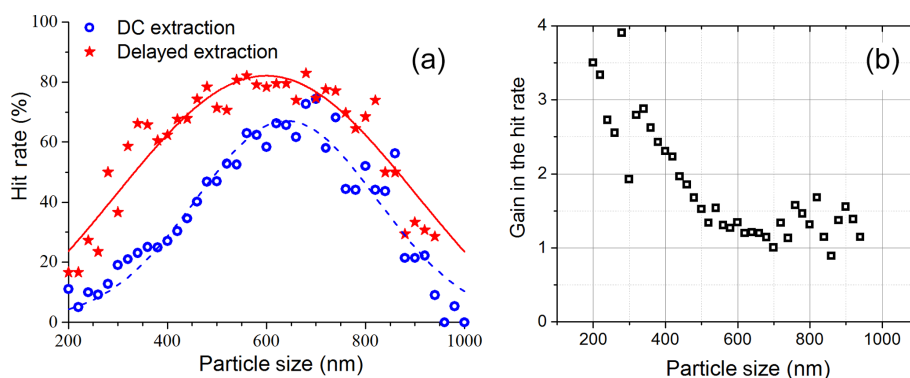 100
80
60
40
20
0
Hit rate (%)
DC extraction
Delayed extraction
(a)
200 400 600 800 1000
Particle size (nm)
4
3
2
1
0
Gain in the hit rate
(b)
200 400 600 800 1000
Particle size (nm)